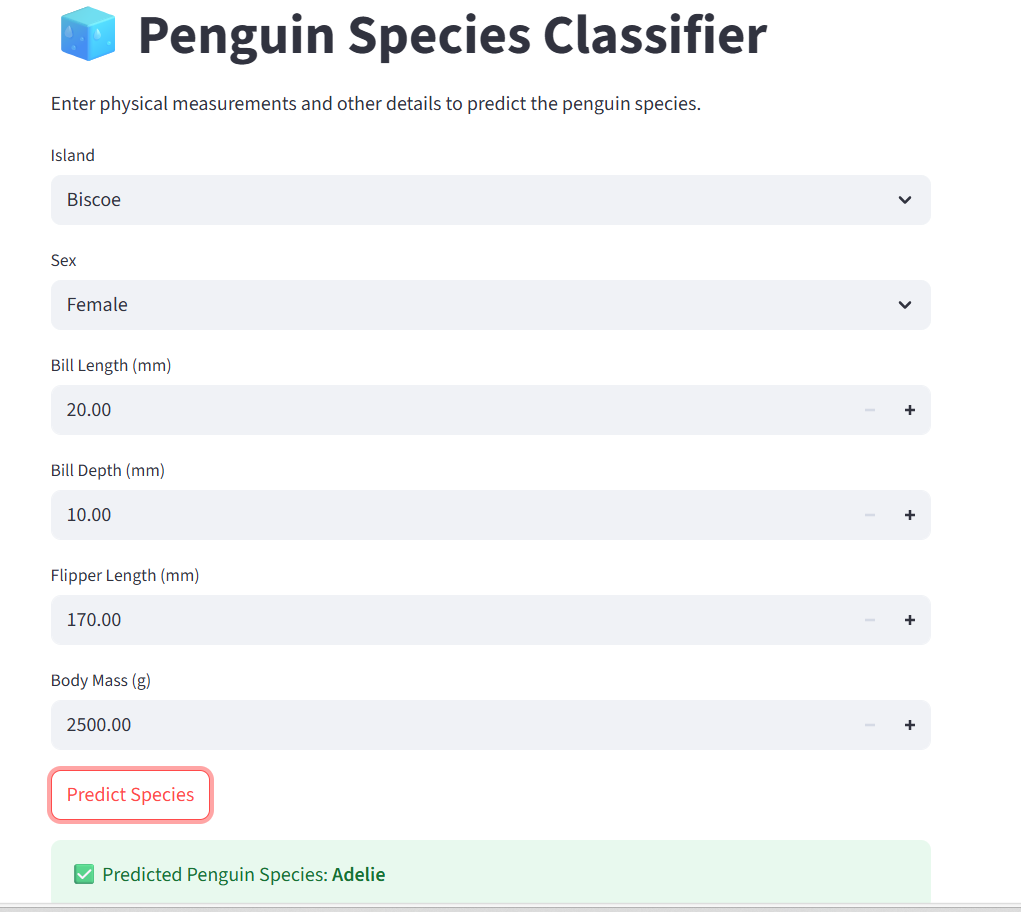 Penguin Species Classifier
Enter physical measurements and other details to predict the penguin species.
Island
Biscoe
Sex
Female
Bill Length (mm)
20.00
Bill Depth (mm)
10.00
Flipper Length (mm)
170.00
Body Mass (g)
2500.00
Predict Species
Predicted Penguin Species: Adelie